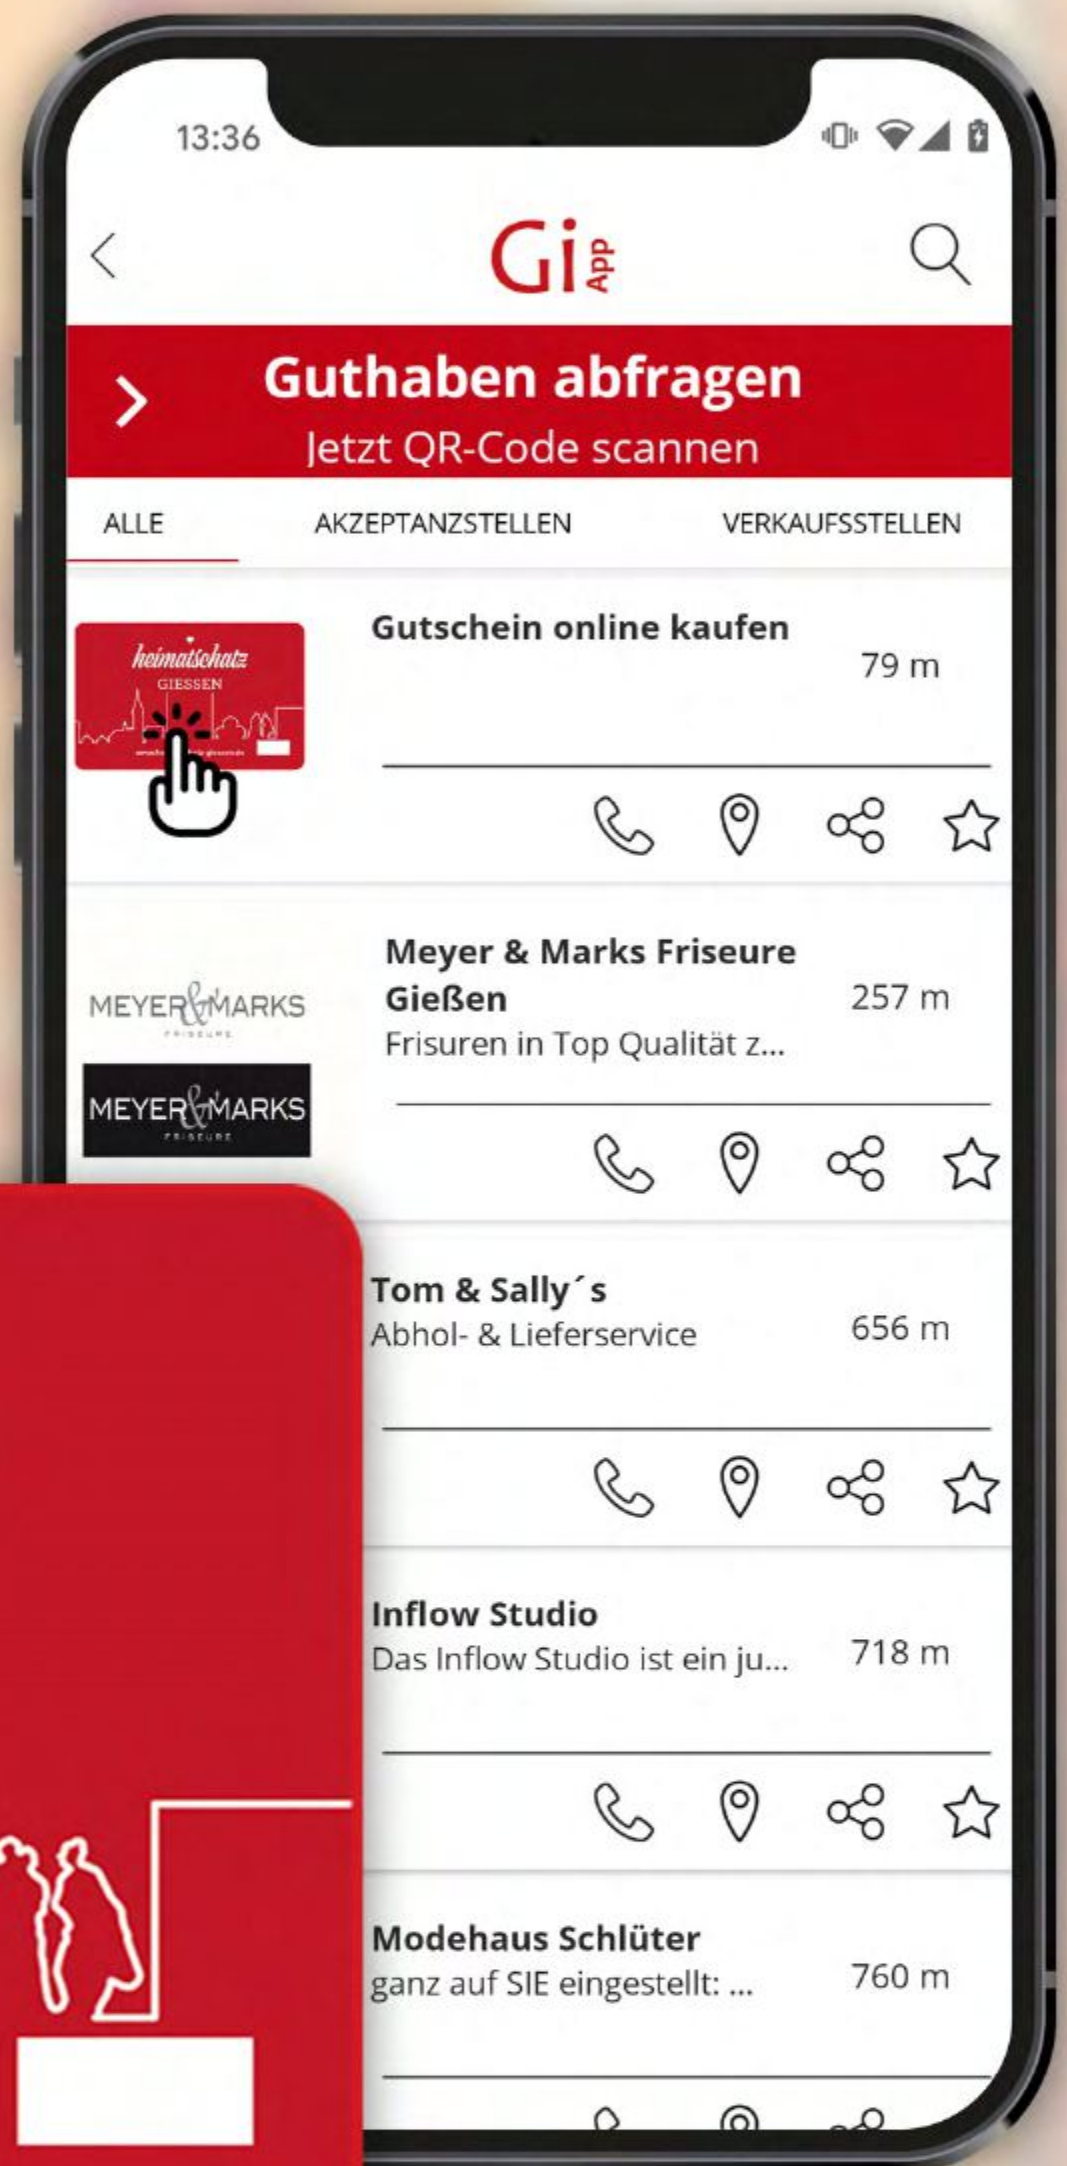 13:36
Gi App
Guthaben abfragen
Jetzt QR-Code scannen
ALLE AKZEPTANZSTELLEN VERKAUFSSTELLEN
heimatschatz
GIESSEN
Gutschein online kaufen
79 m
MEYER&MARKS
FRISEURE
MEYER&MARKS
FRISEURE
Meyer & Marks Friseure
Gießen
257 m
Frisuren in Top Qualität z...
Tom & Sally´s
Abhol- & Lieferservice
656 m
Inflow Studio
Das Inflow Studio ist ein ju...
718 m
Modehaus Schlüter
ganz auf SIE eingestellt: ...
760 m